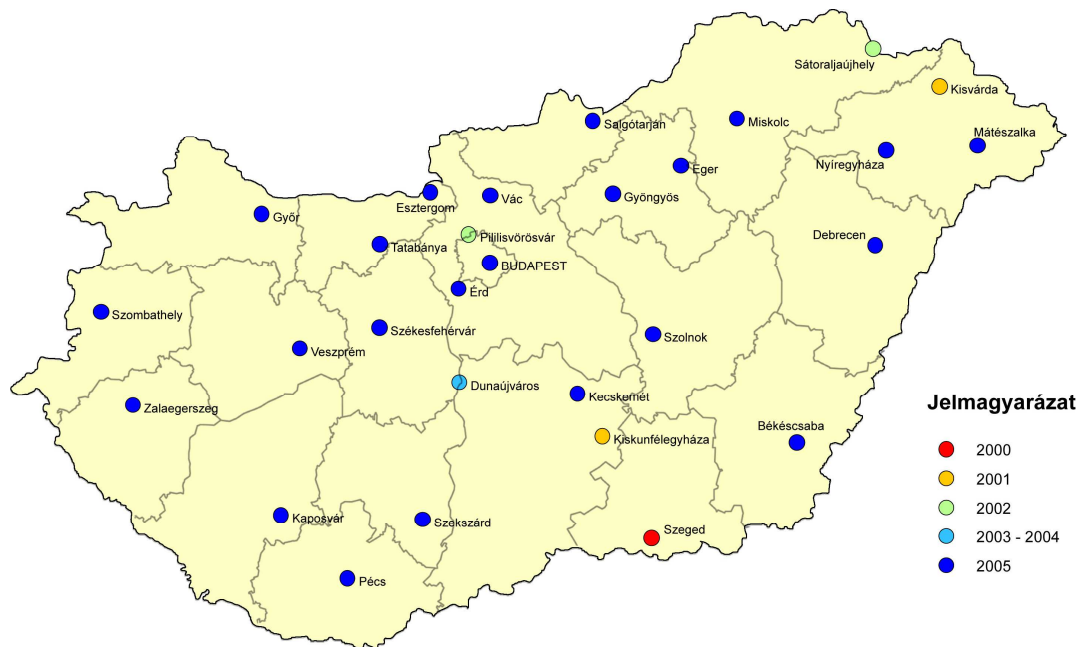 Sátoraljaújhely
Kisvárda
Salgótarján
Miskolc
Mátészalka
Nyíregyháza
Eger
Esztergom
Vác
Gyöngyös
Győr
Pililisvörösvár
Debrecen
Tatabánya
BUDAPEST
Érd
Szombathely
Székesfehérvár
Szolnok
Veszprém
Dunaújváros
Kecskemét
Zalaegerszeg
Jelmagyarázat
Békéscsaba
Kiskunfélegyháza
2000
2001
2002
2003 - 2004
2005
Kaposvár
Szekszárd
Szeged
Pécs